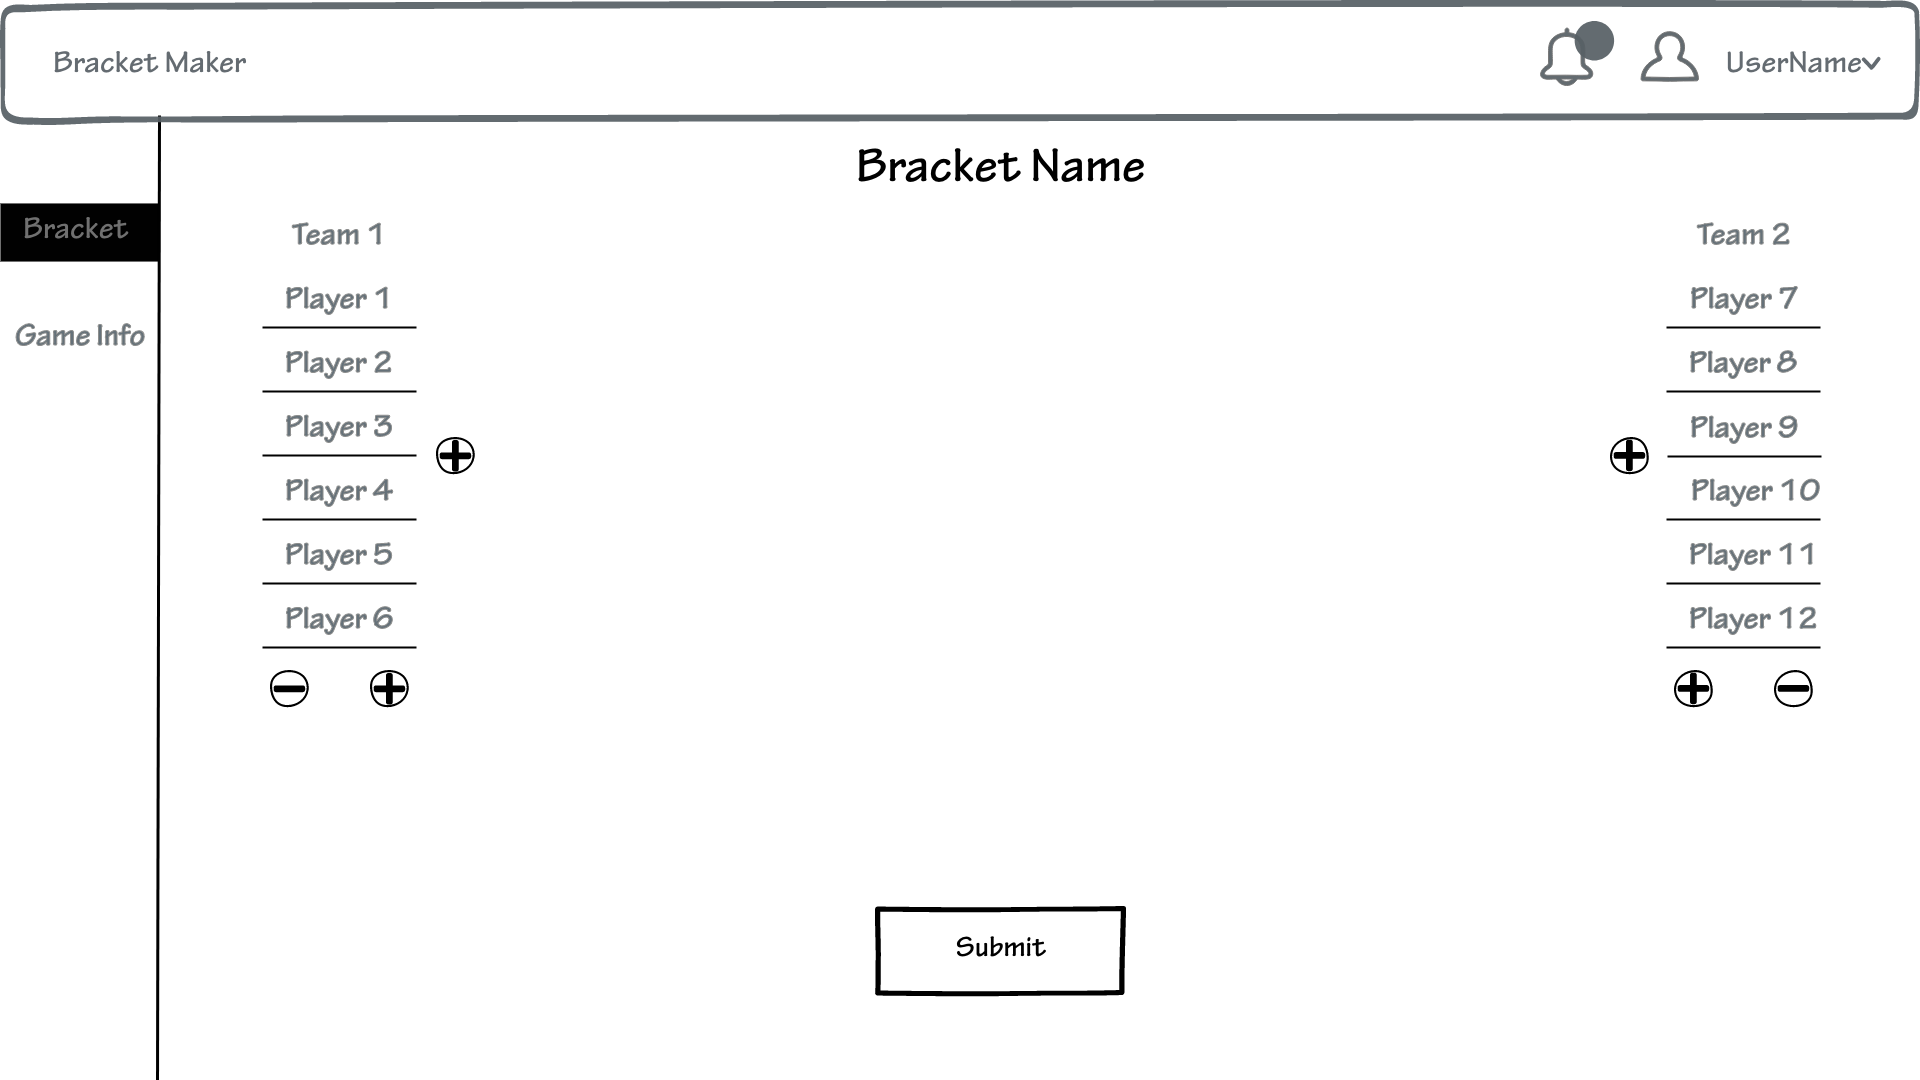 Bracket Maker
UserName
Bracket Name
Bracket
Game Info
Team 1
Player 1
Player 2
Player 3
Player 4
Player 5
Player 6
Team 2
Player 7
Player 8
Player 9
Player 10
Player 11
Player 12
Submit